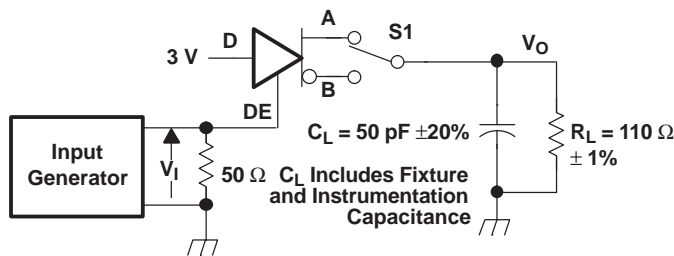 A
S1
D
3 V
VO
B
DE
CL = 50 pF ±20%
RL = 110 Ω
± 1%
Input
Generator
VI
50 Ω
CL Includes Fixture
and Instrumentation
Capacitance